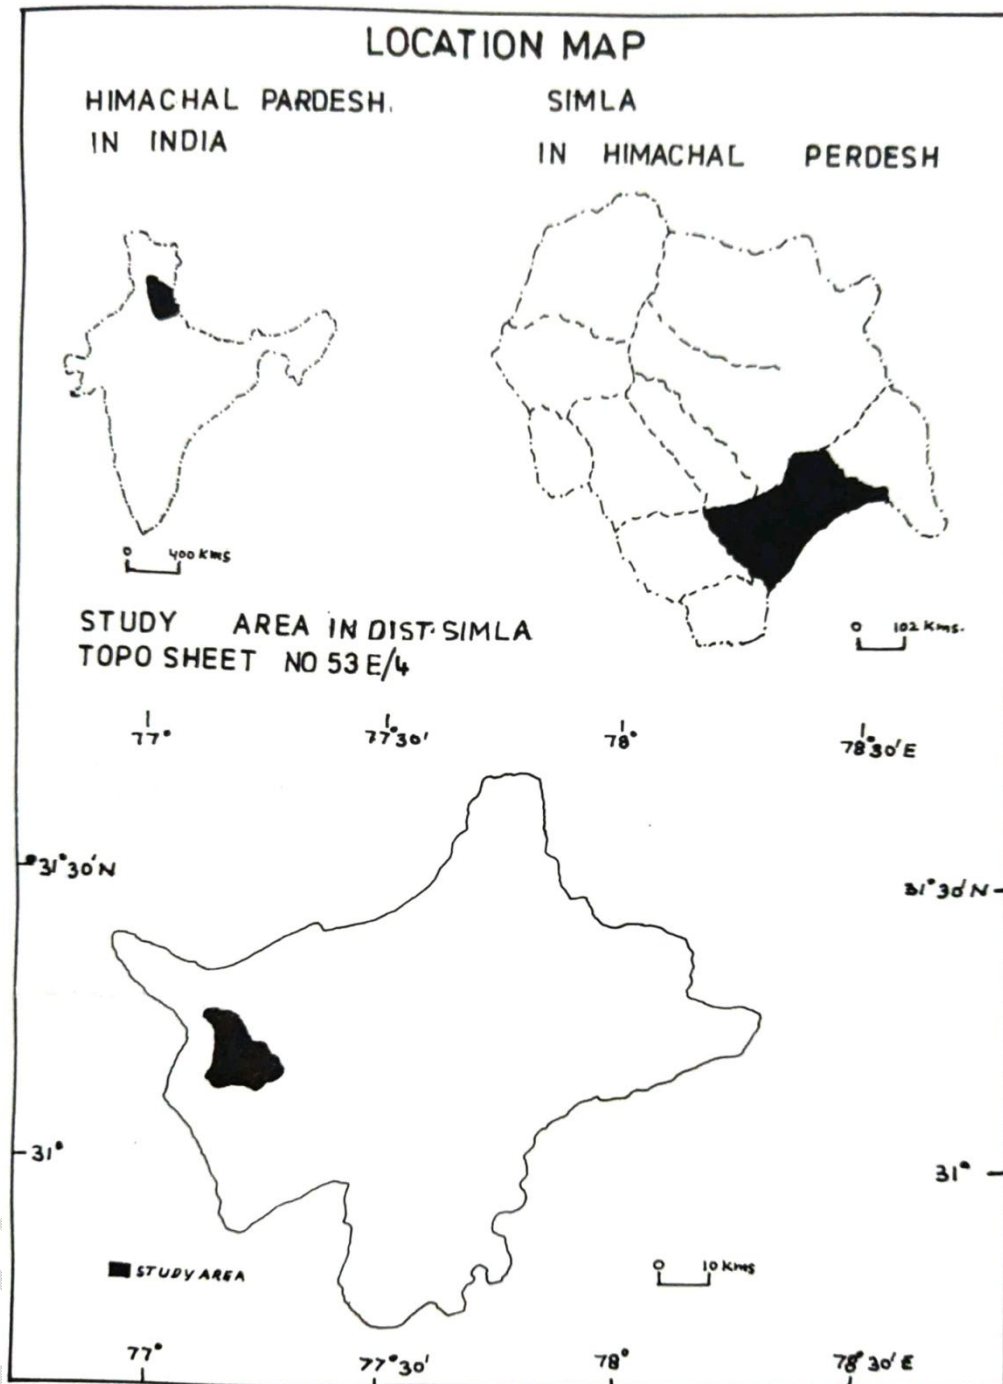 LOCATION MAP
HIMACHAL PARDESH.
IN INDIA
SIMLA
IN HIMACHAL PERDESH
0 400 KMS
0 102 KMS.
STUDY AREA IN DIST. SIMLA
TOPO SHEET NO 53 E/4
77° 77°30' 78° 78°30'E
31°30'N 31°30'N
31° 31°
STUDY AREA
0 10 KMS
77° 77°30' 78° 78°30'E